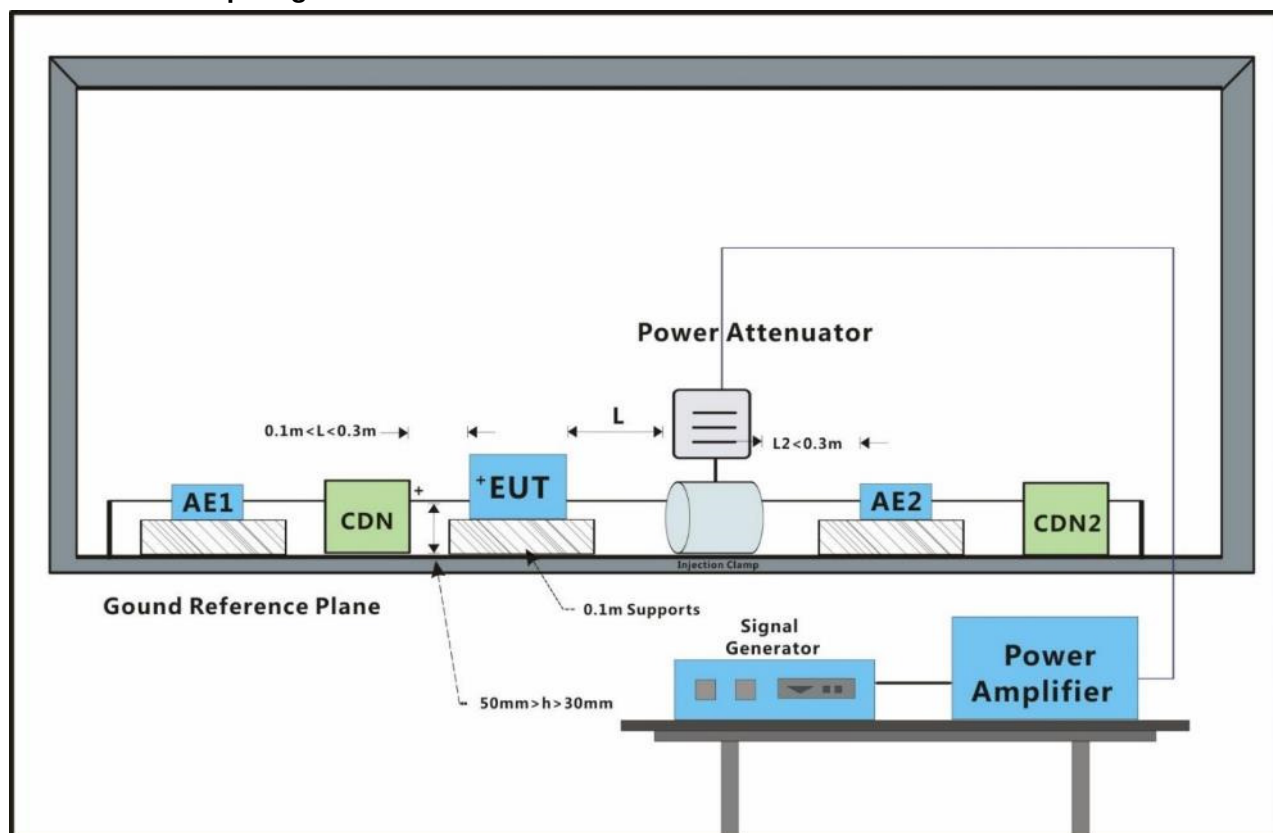 Power Attenuator
0.1m<L<0.3m
L
L2<0.3m
AE1
CDN
+
+EUT
AE2
CDN2
Injection Clamp
Gound Reference Plane
0.1m Supports
Signal
Generator
Power
Amplifier
50mm>h>30mm